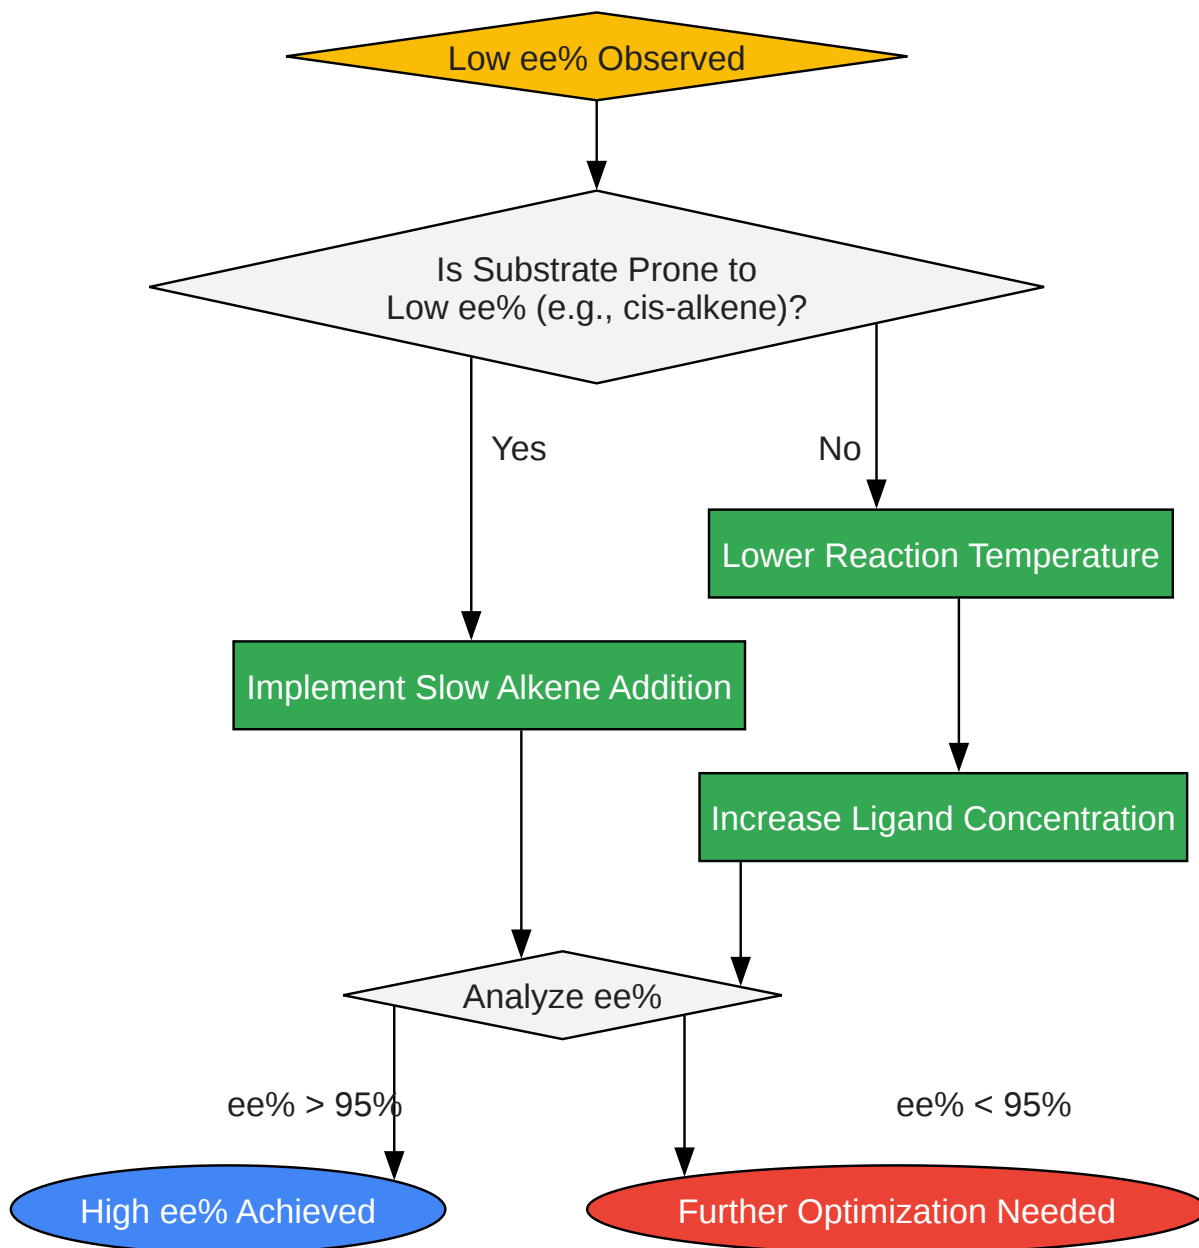 Low ee% Observed
Is Substrate Prone to
Low ee% (e.g., cis-alkene)?
Yes
No
Lower Reaction Temperature
Implement Slow Alkene Addition
Increase Ligand Concentration
Analyze ee%
ee% > 95%
ee% < 95%
High ee% Achieved
Further Optimization Needed